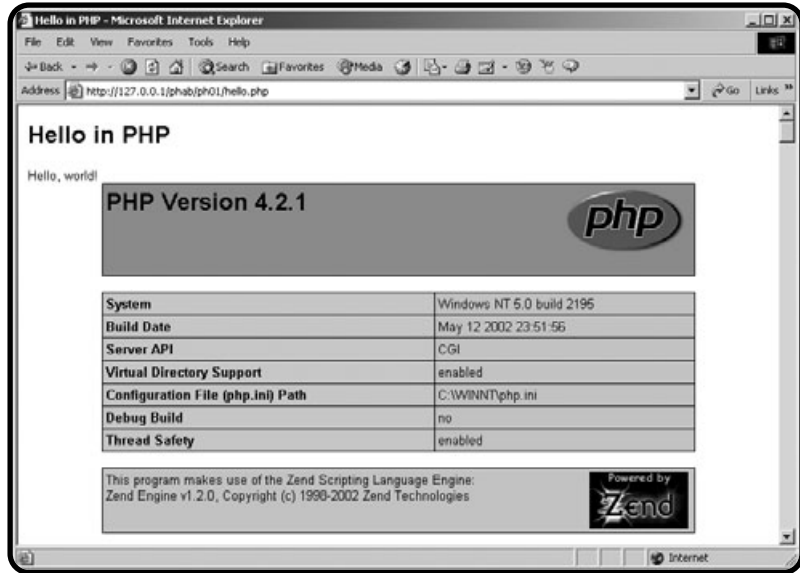 Hello in PHP - Microsoft Internet Explorer
File Edit View Favorites Tools Help
Back Search Favorites Media
Address http://127.0.0.1/phab/ph01/hello.php Go Links »
Hello in PHP
Hello, world!
PHP Version 4.2.1
php
System Windows NT 5.0 build 2195
Build Date May 12 2002 23:51:56
Server API CGI
Virtual Directory Support enabled
Configuration File (php.ini) Path C:\WINNT\php.ini
Debug Build no
Thread Safety enabled
This program makes use of the Zend Scripting Language Engine:
Zend Engine v1.2.0, Copyright (c) 1998-2002 Zend Technologies
Powered by
Zend
Internet